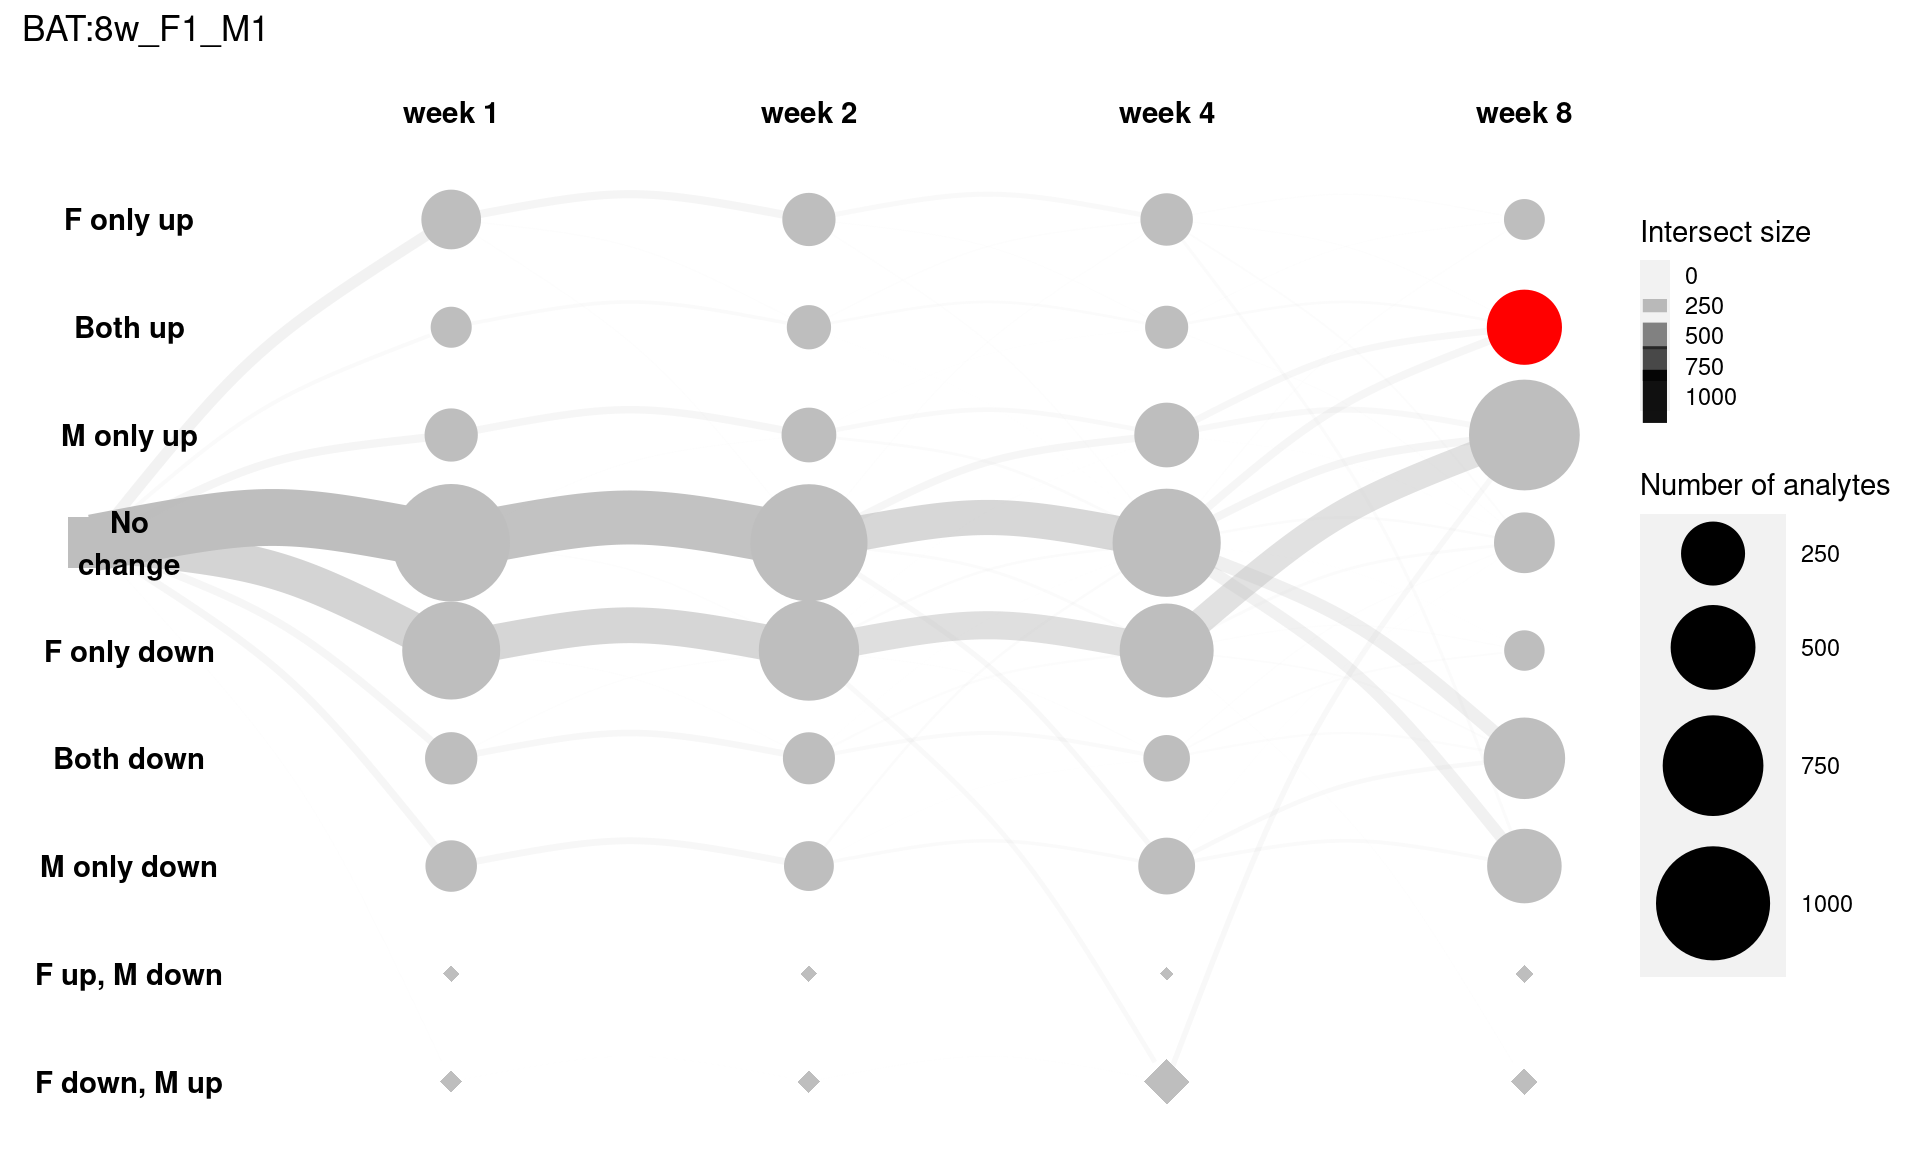 BAT:8w_F1_M1
week 1
week 2
week 4
week 8
F only up
Both up
M only up
No
change
F only down
Both down
M only down
F up, M down
F down, M up
Intersect size
0
250
500
750
1000
Number of analytes
250
500
750
1000